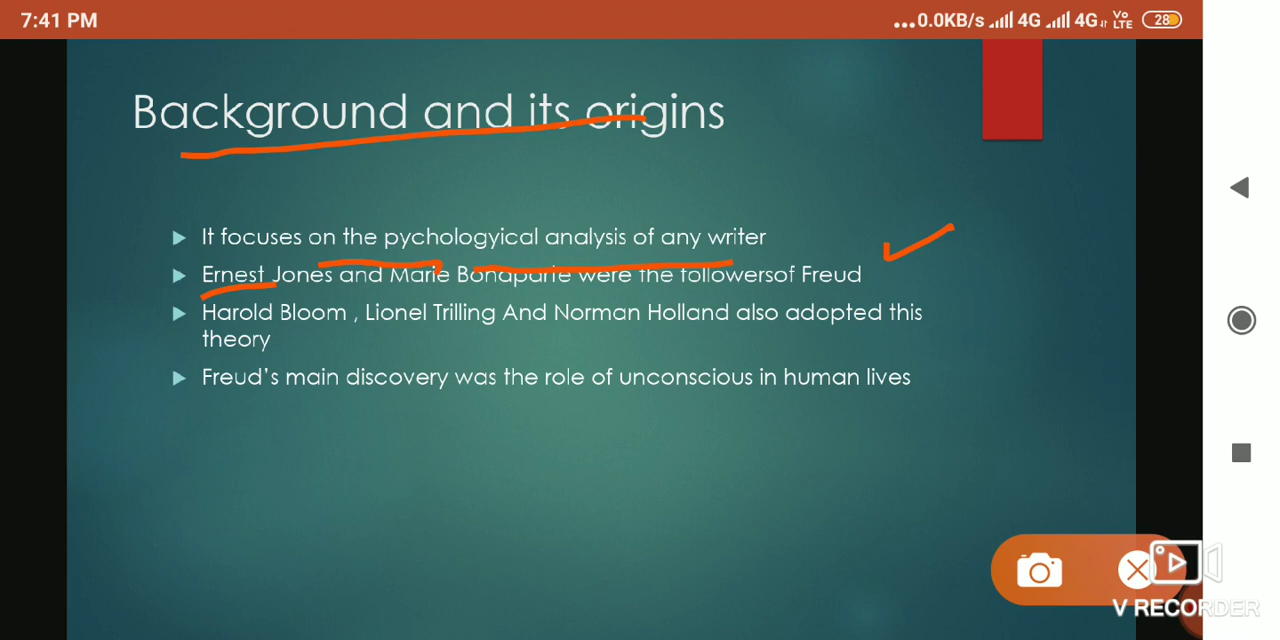 7:41 PM
...0.0KB/s 4G 4G Vo LTE 28
Background and its origins
It focuses on the pychologyical analysis of any writer
Ernest Jones and Marie Bonaparte were the followersof Freud
Harold Bloom , Lionel Trilling And Norman Holland also adopted this
theory
Freud's main discovery was the role of unconscious in human lives
V RECORDER